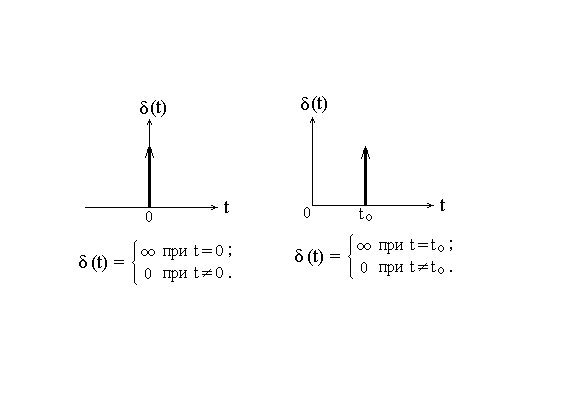 δ(t)
t
0
δ(t) = { ∞ при t=0;
0 при t≠0.
δ(t)
t
0
t₀
δ(t) = { ∞ при t=t₀;
0 при t≠t₀.